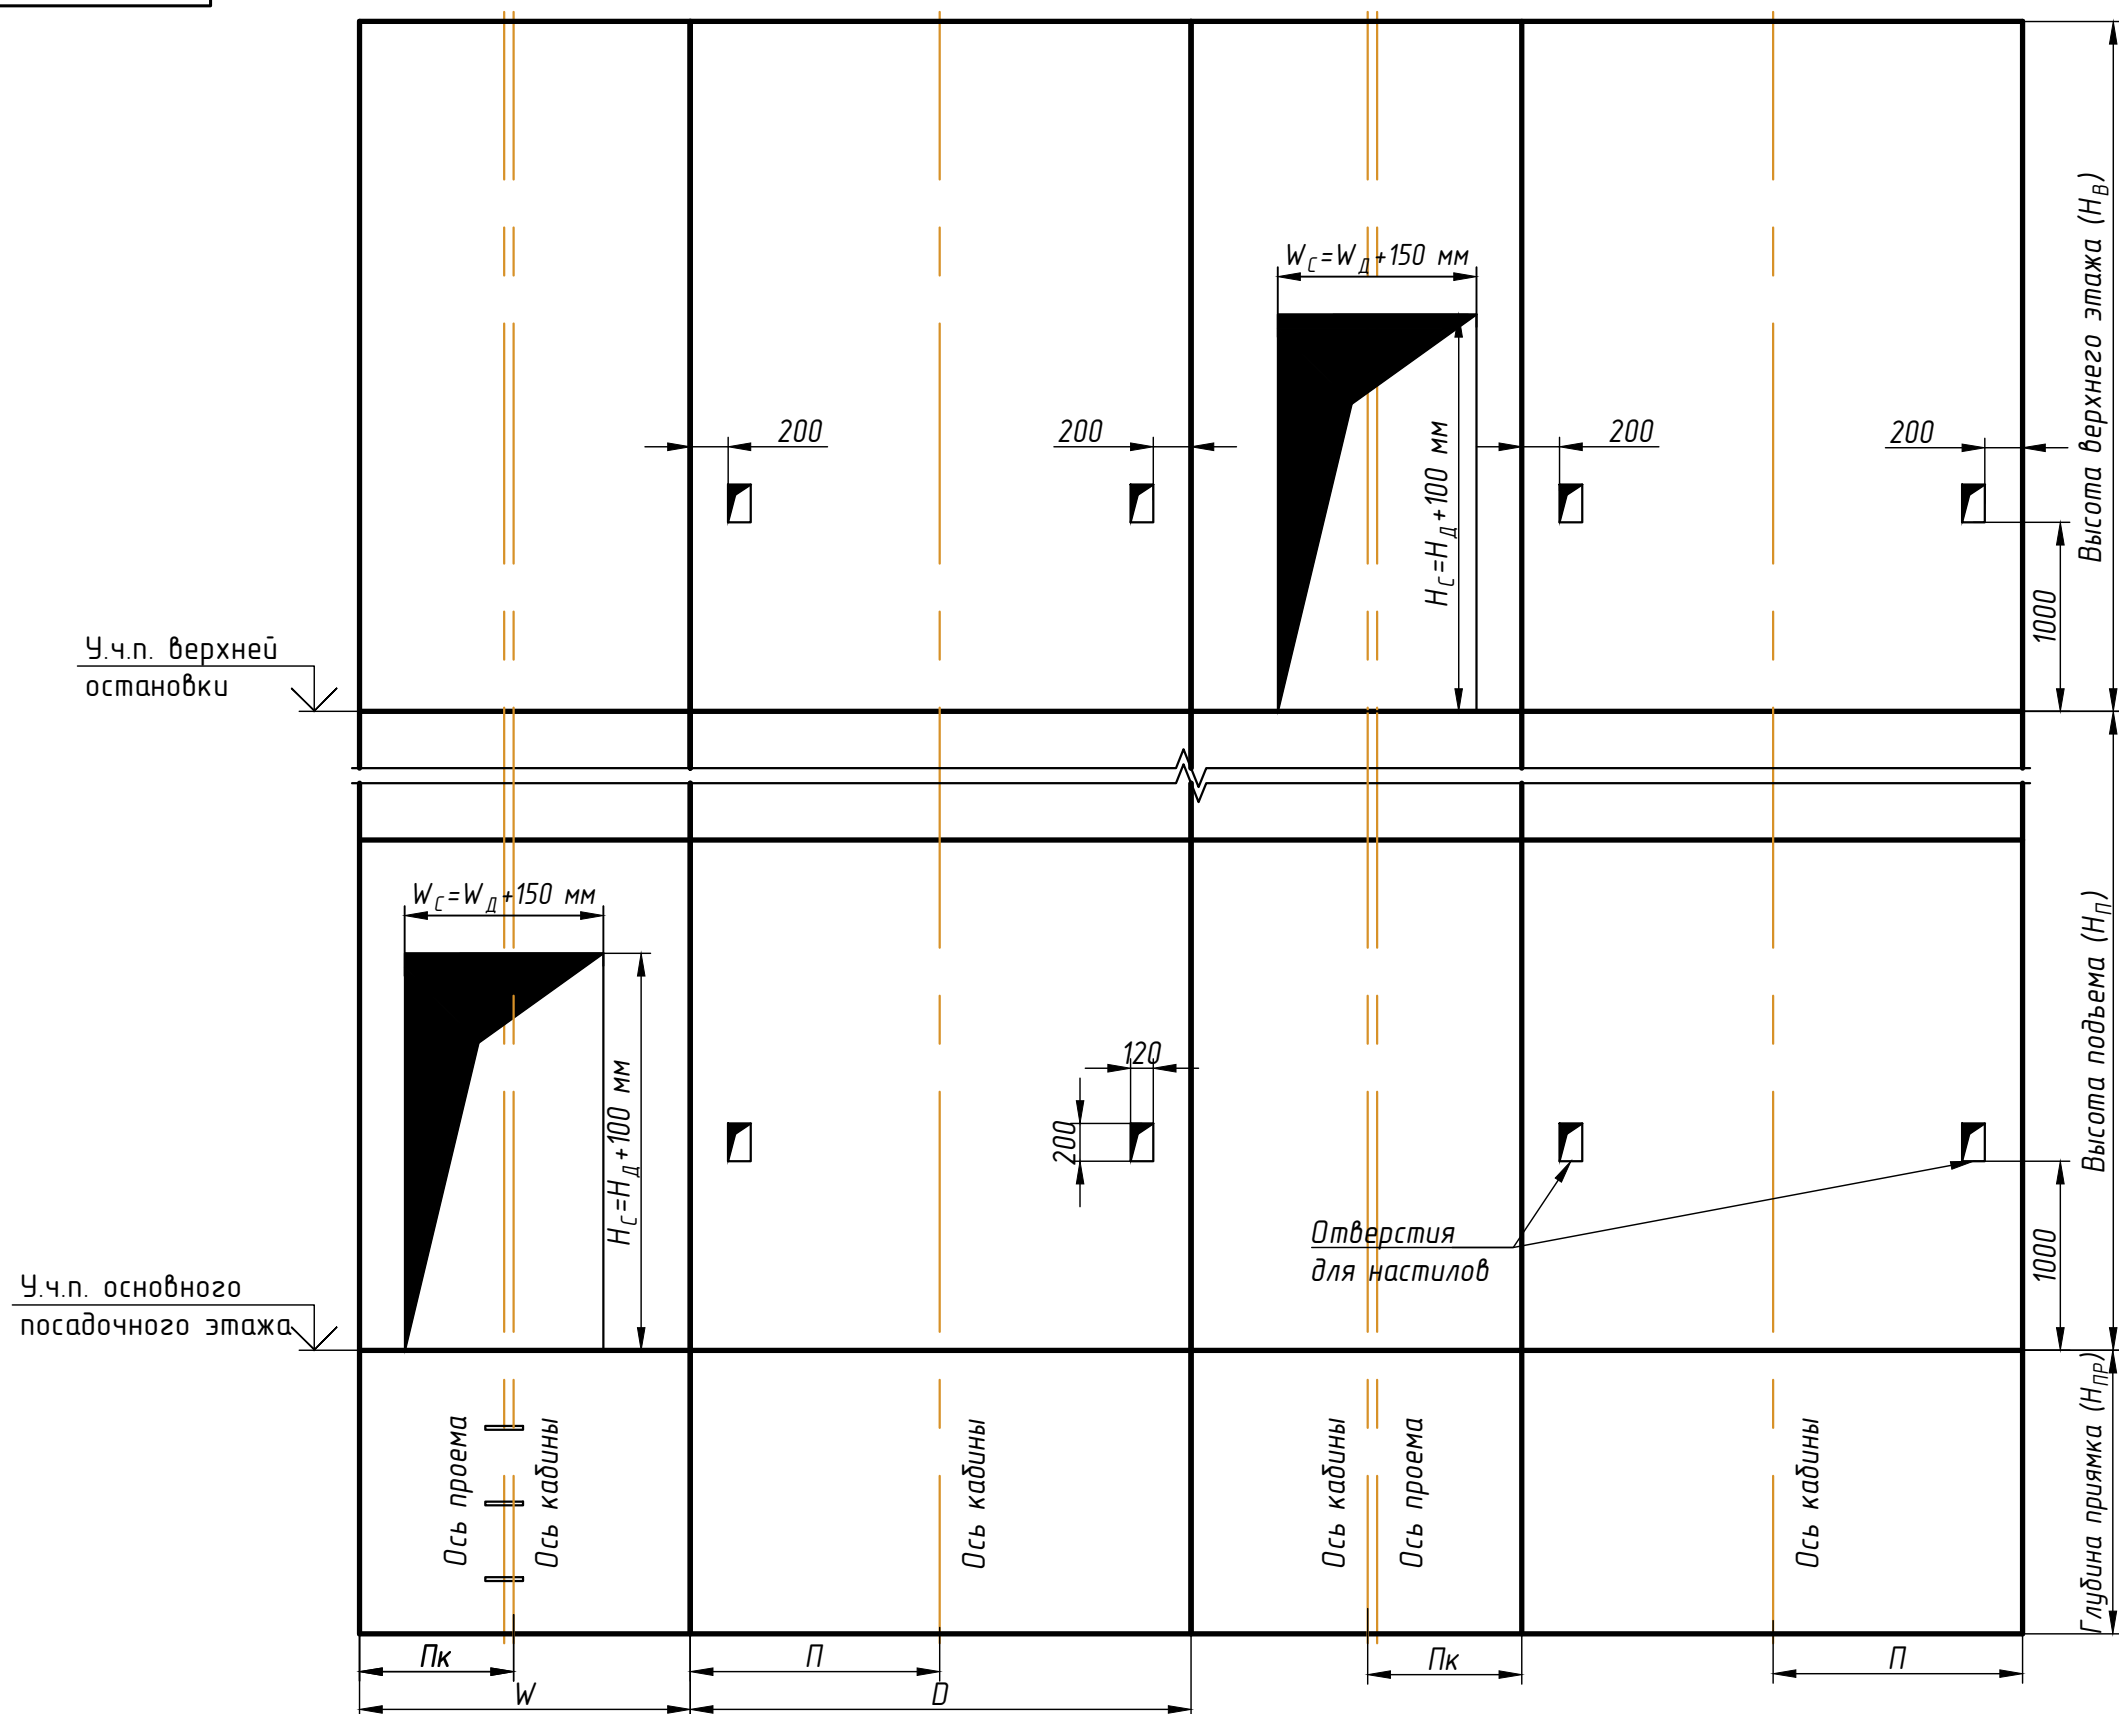 W_С=W_Д+150 мм
200
200
200
200
H_С=H_Д+100 мм
Высота верхнего этажа (H_В)
1000
У.ч.п. верхней
остановки
W_С=W_Д+150 мм
H_С=H_Д+100 мм
120
200
Отверстия
для настилов
Высота подъема (H_П)
1000
У.ч.п. основного
посадочного этажа
Ось проема
Ось кабины
Ось кабины
Ось кабины
Ось проема
Ось кабины
Глубина приямка (H_ПР)
Пк
П
Пк
П
W
D